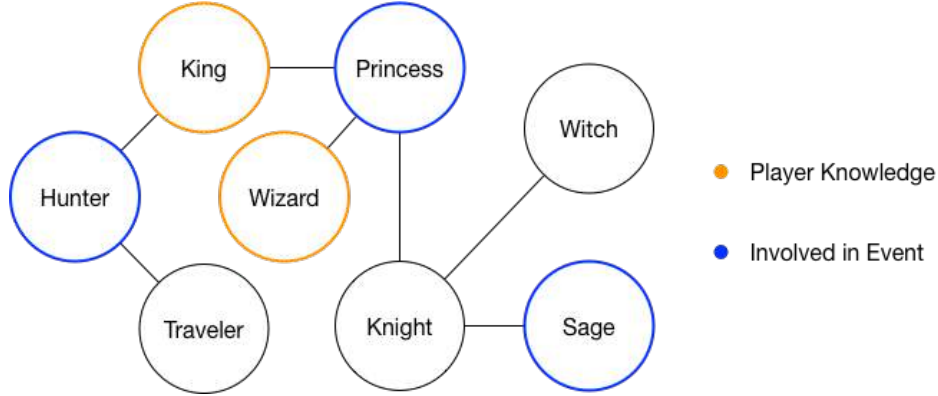 King
Princess
Witch
Player Knowledge
Hunter
Wizard
Involved in Event
Traveler
Knight
Sage